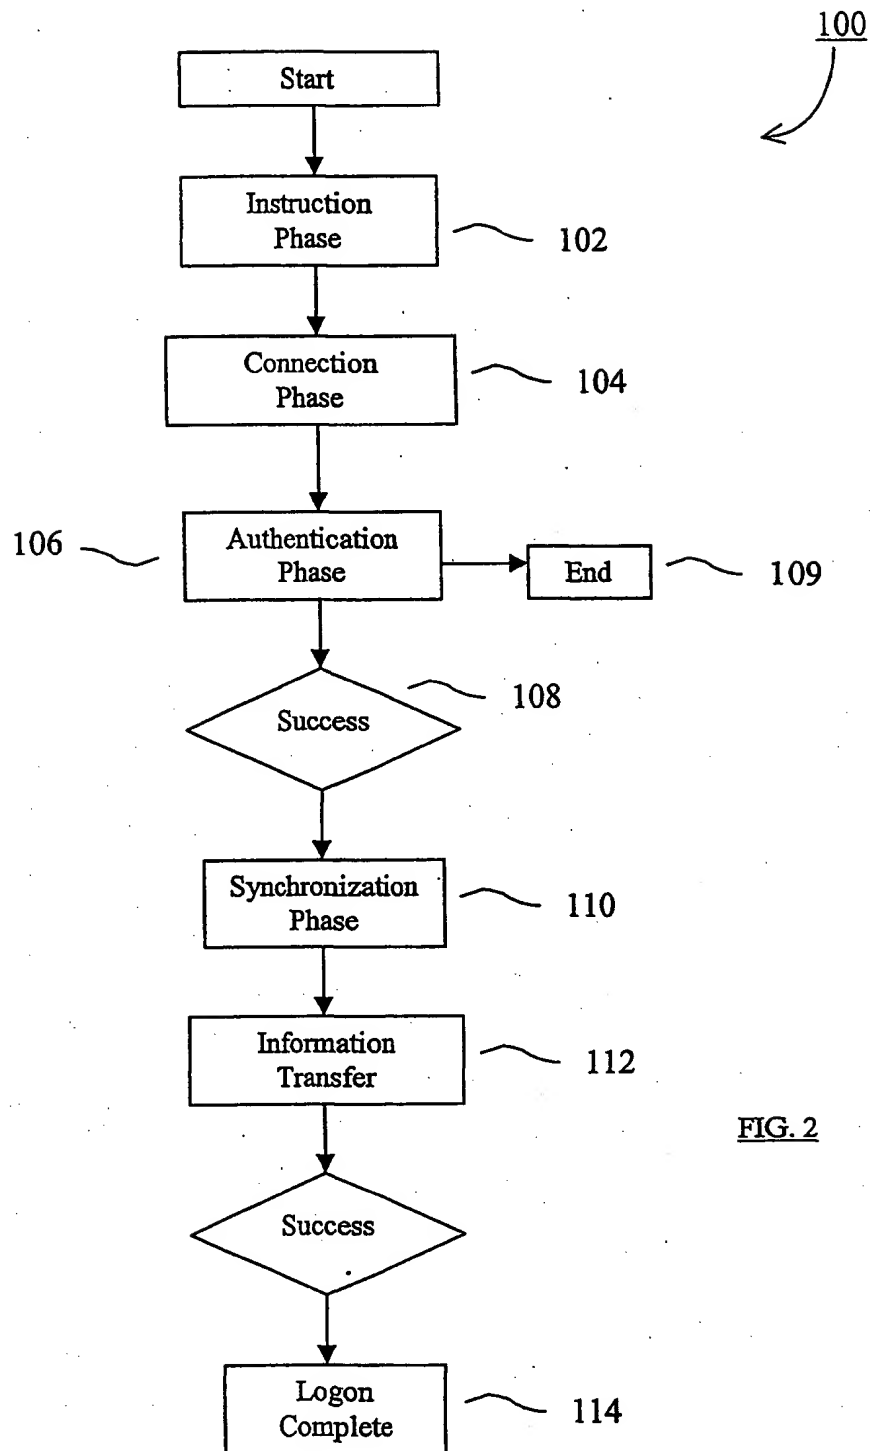 100
Start
Instruction
Phase
102
Connection
Phase
104
106
Authentication
Phase
End
109
Success
108
Synchronization
Phase
110
Information
Transfer
112
FIG. 2
Success
Logon
Complete
114